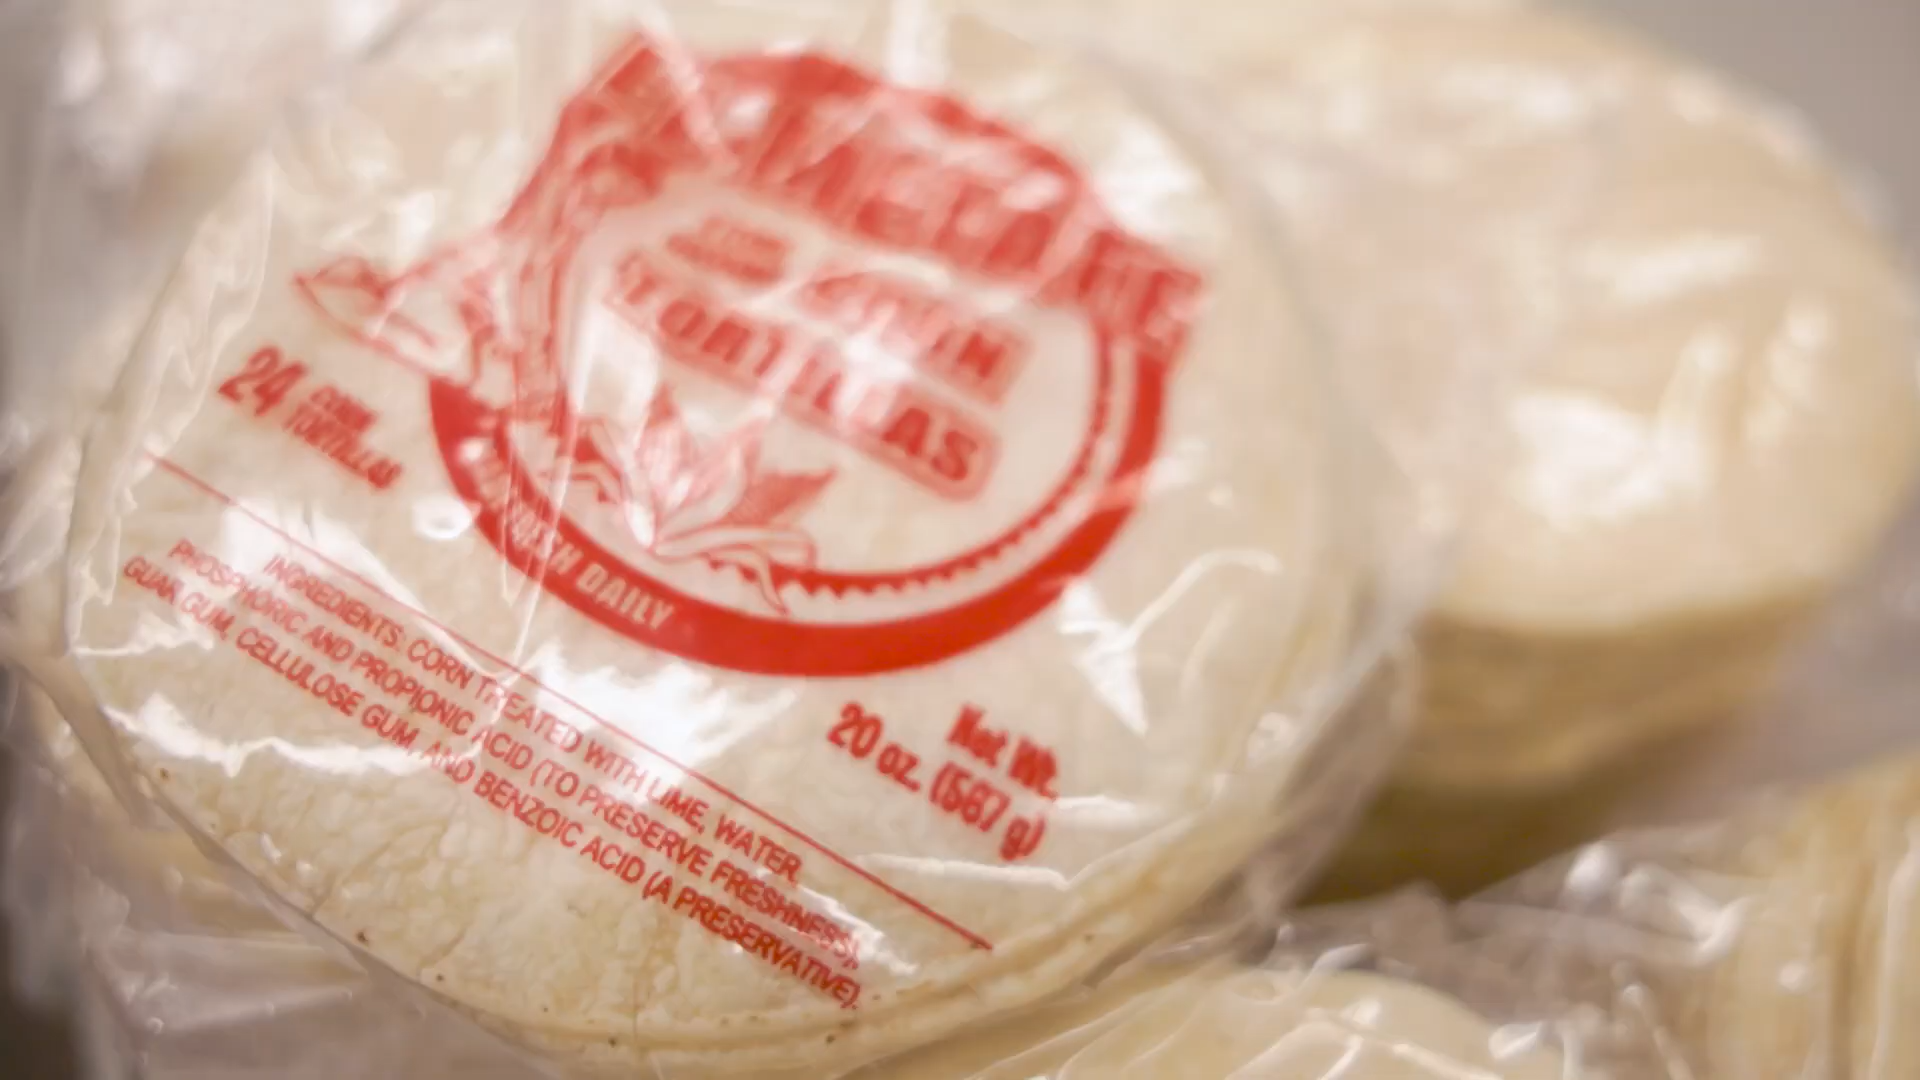 CORN
TORTILLAS
24 CORN
TORTILLAS
FRESH DAILY
Net Wt.
20 oz. (567 g)
INGREDIENTS: CORN TREATED WITH LIME, WATER,
PHOSPHORIC AND PROPIONIC ACID (TO PRESERVE FRESHNESS),
GUAR GUM, CELLULOSE GUM, AND BENZOIC ACID (A PRESERVATIVE).